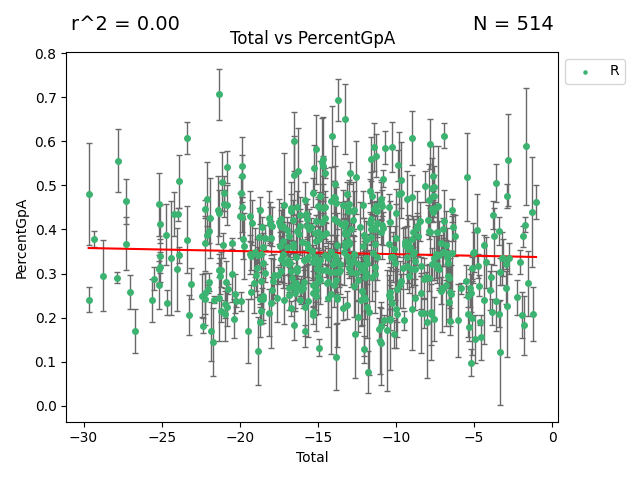 r^2 = 0.00
N = 514
Total vs PercentGpA
R
0.8
0.7
0.6
0.5
0.4
0.3
0.2
0.1
0.0
PercentGpA
−30
−25
−20
−15
−10
−5
0
Total